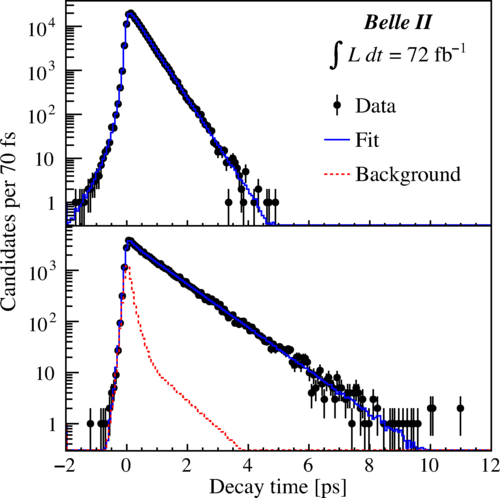 Belle II
∫ L dt = 72 fb⁻¹
Data
Fit
Background
Candidates per 70 fs
10⁴
10³
10²
10
1
10³
10²
10
1
−2 0 2 4 6 8 10 12
Decay time [ps]